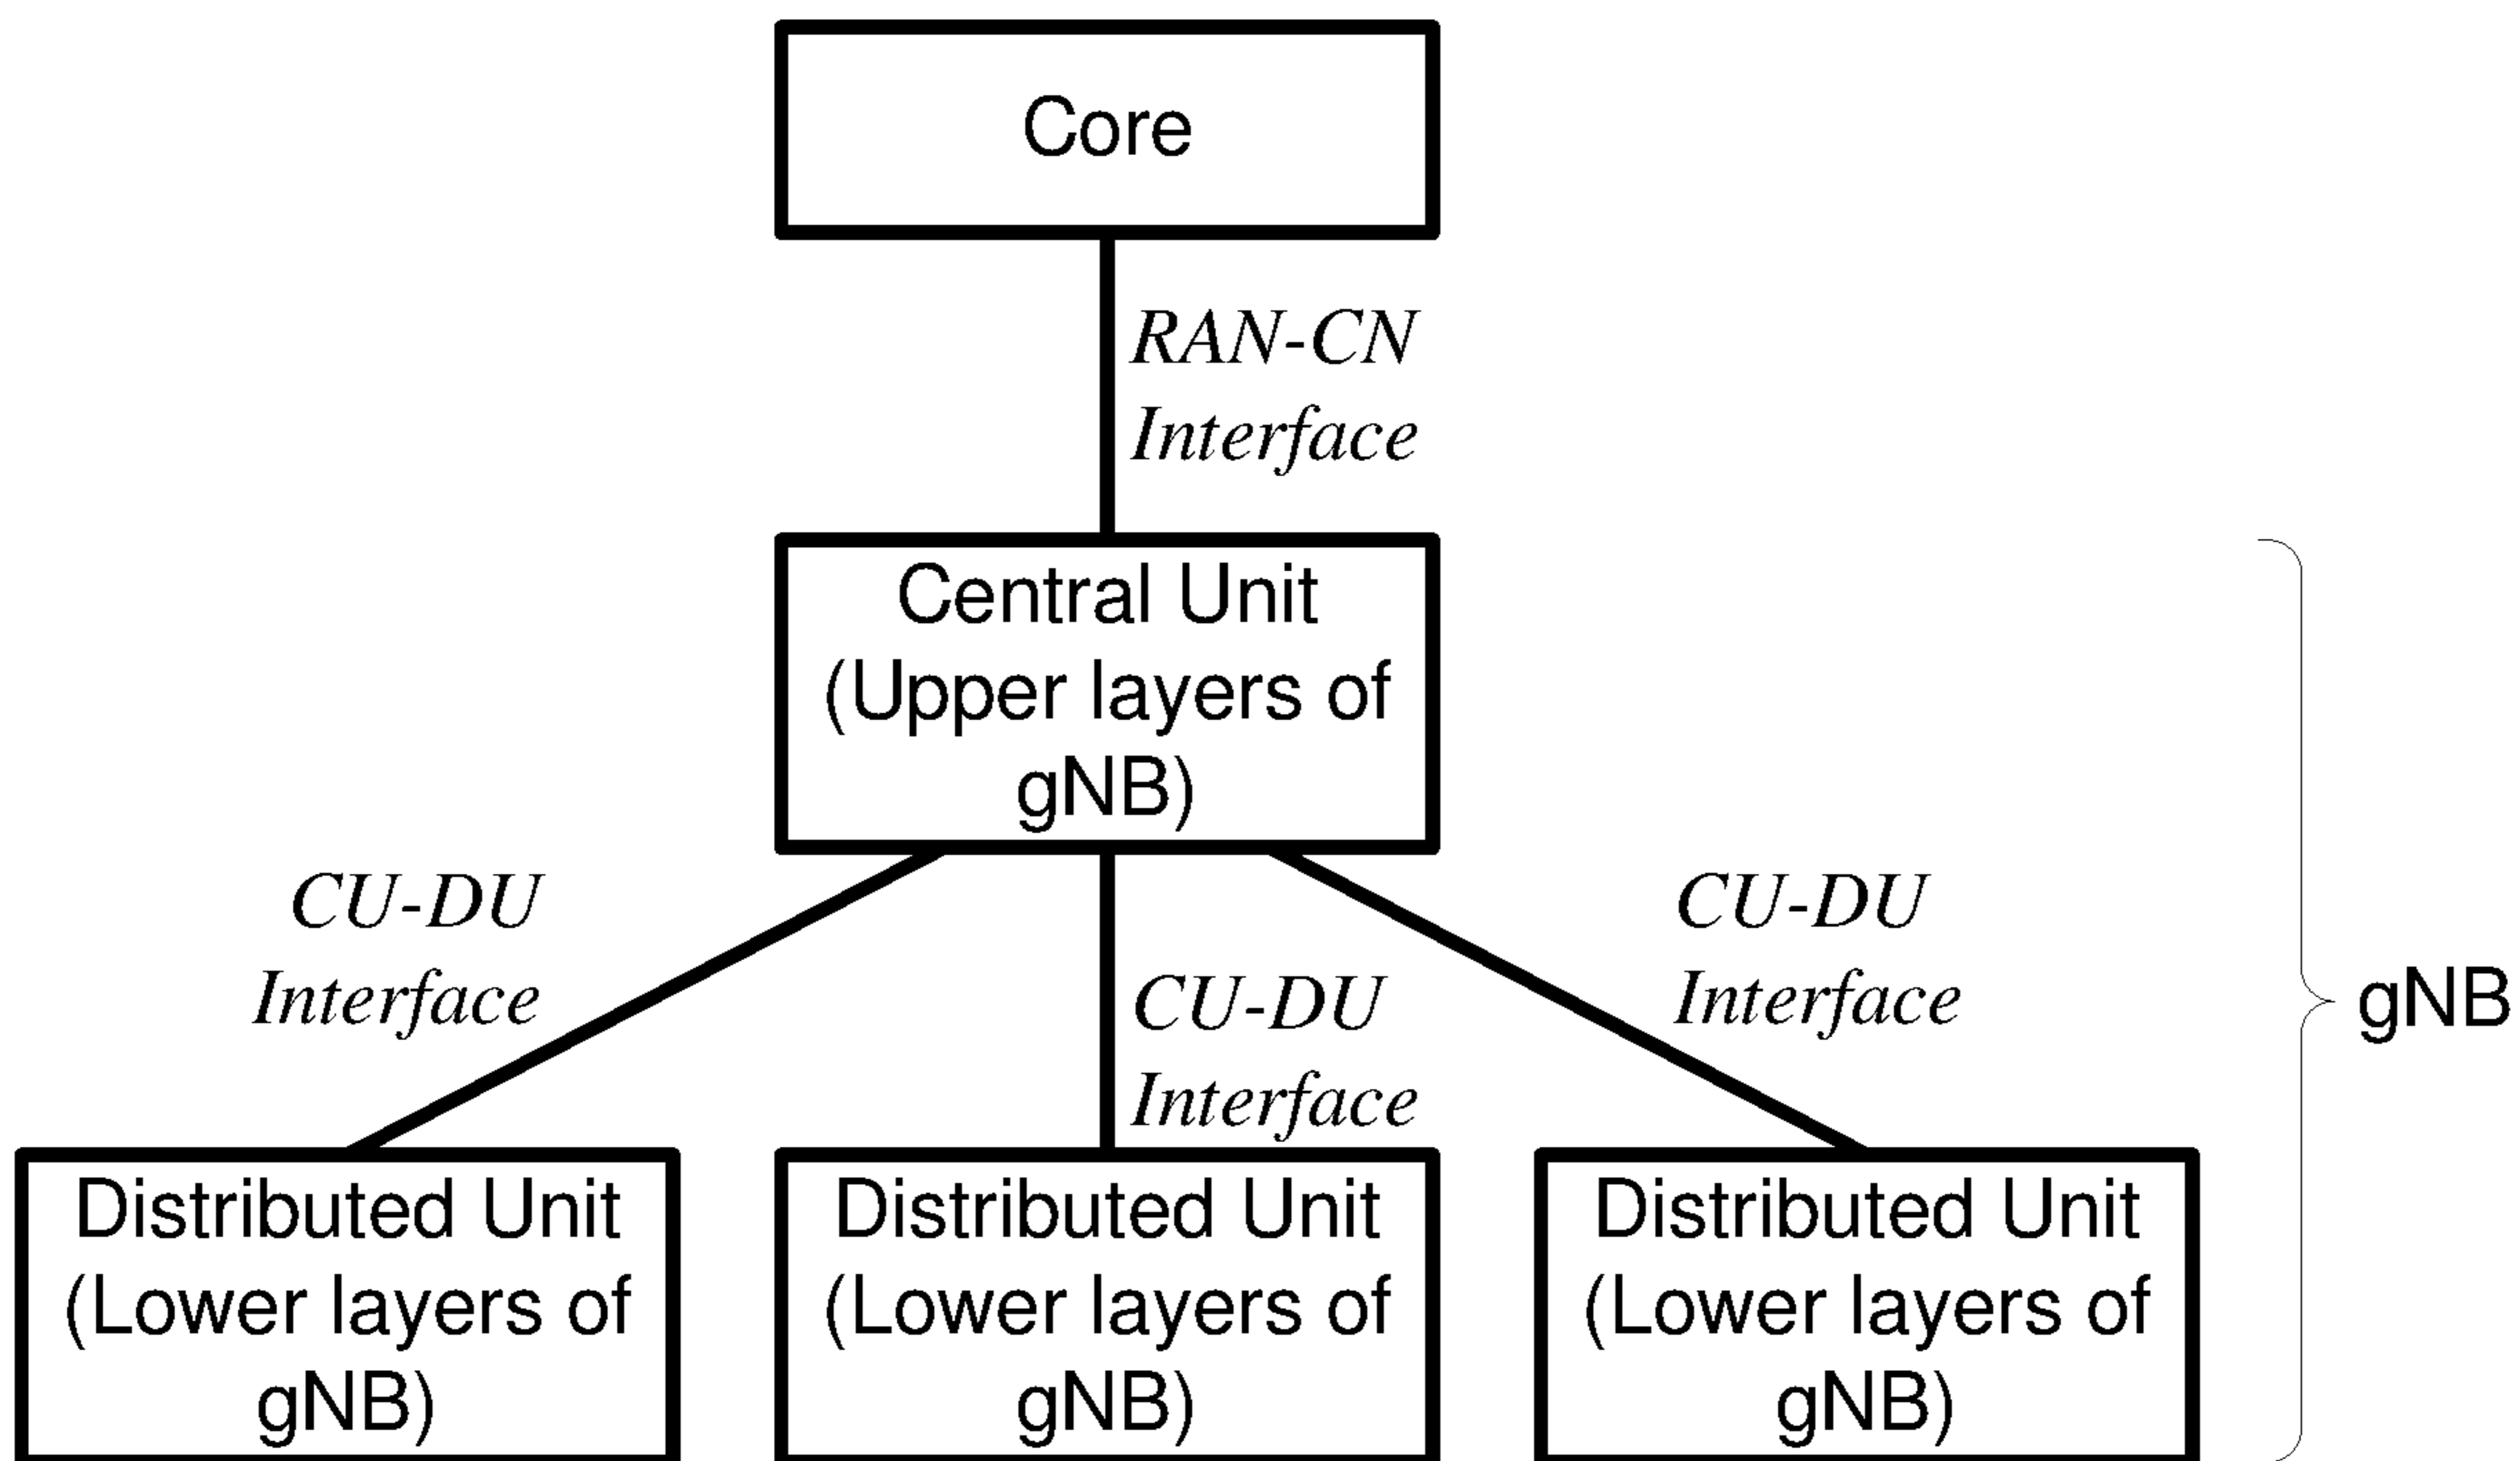 Core
RAN-CN
Interface
Central Unit
(Upper layers of
gNB)
CU-DU
Interface
CU-DU
Interface
CU-DU
Interface
gNB
Distributed Unit
(Lower layers of
gNB)
Distributed Unit
(Lower layers of
gNB)
Distributed Unit
(Lower layers of
gNB)